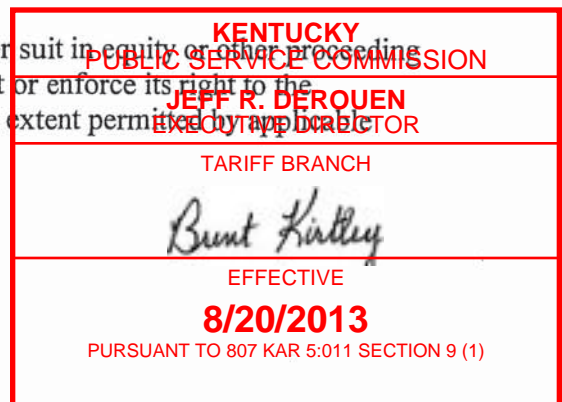 KENTUCKY
r suit in equity or other proceeding
PUBLIC SERVICE COMMISSION
t or enforce its right to the
JEFF R. DEROUEN
extent permitted by applicable
EXECUTIVE DIRECTOR
TARIFF BRANCH
Brent Kirtley
EFFECTIVE
8/20/2013
PURSUANT TO 807 KAR 5:011 SECTION 9 (1)